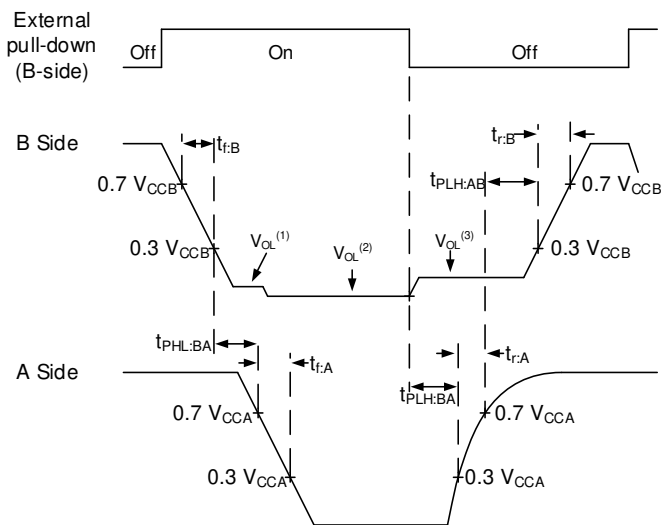 External
pull-down
(B-side)
Off
On
Off
B Side
t_f:B
t_r:B
0.7 V_CCB
t_PLH:AB
0.7 V_CCB
0.3 V_CCB
V_OL^(1)
V_OL^(2)
V_OL^(3)
0.3 V_CCB
t_PHL:BA
t_f:A
t_r:A
A Side
t_PLH:BA
0.7 V_CCA
0.7 V_CCA
0.3 V_CCA
0.3 V_CCA